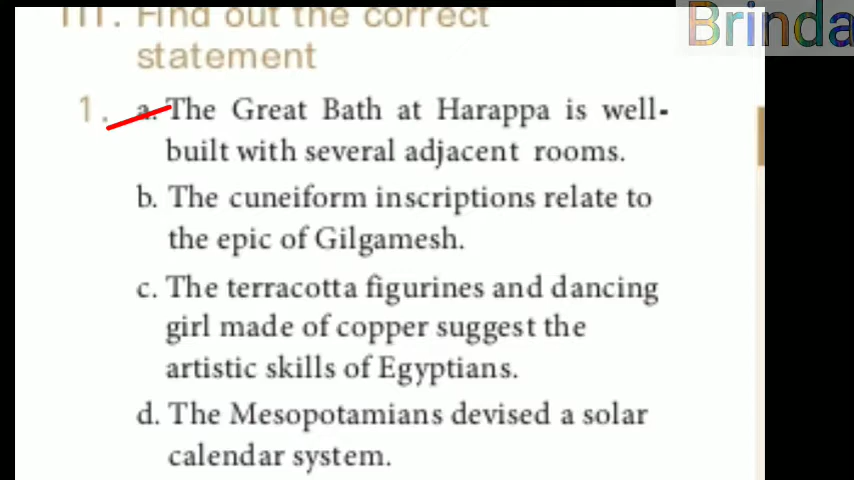 III. Find out the correct
statement
Brinda
1. a. The Great Bath at Harappa is well-
built with several adjacent rooms.
b. The cuneiform inscriptions relate to
the epic of Gilgamesh.
c. The terracotta figurines and dancing
girl made of copper suggest the
artistic skills of Egyptians.
d. The Mesopotamians devised a solar
calendar system.